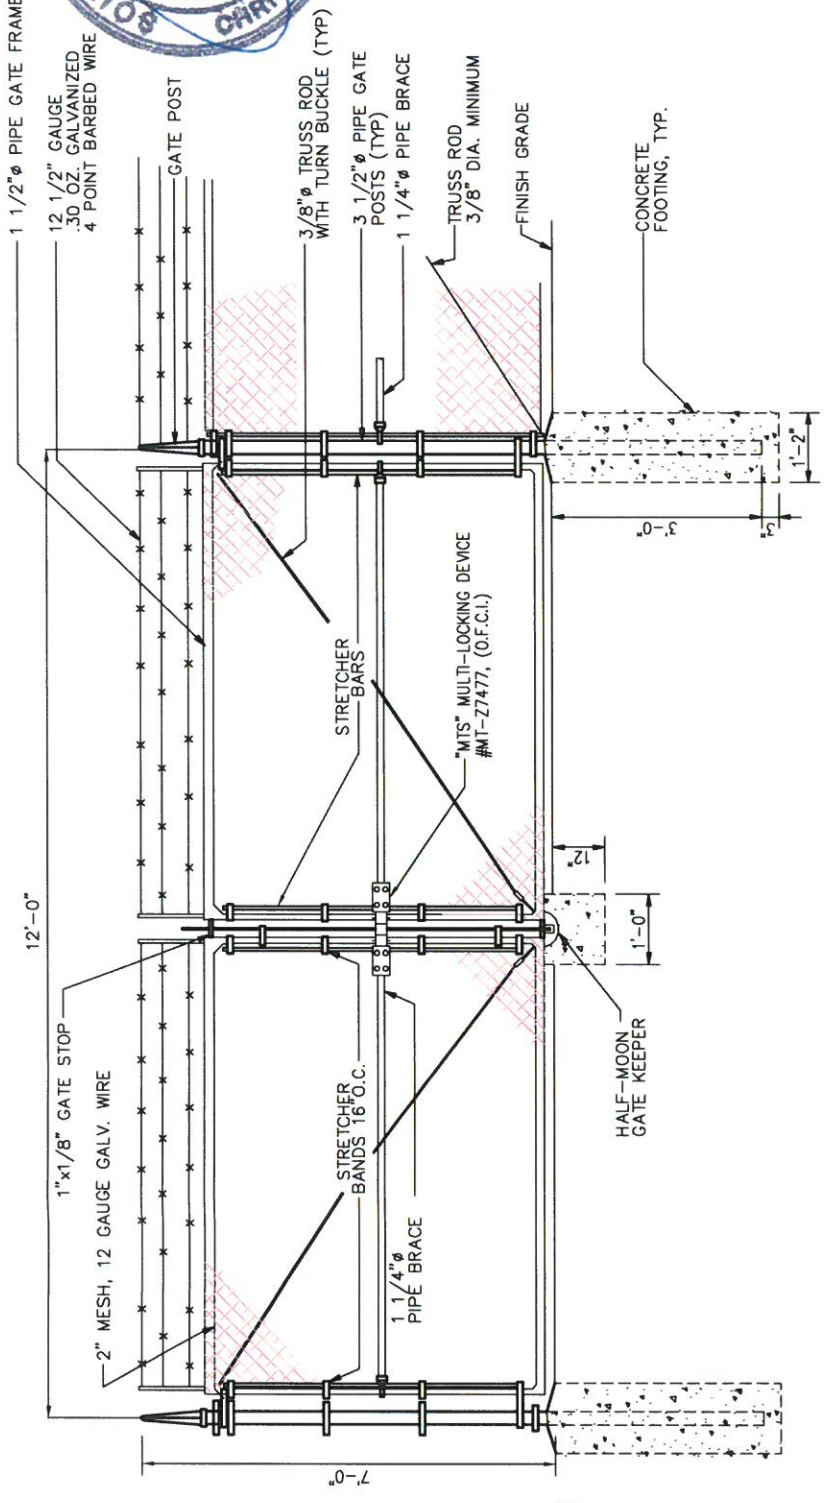 1 1/2"ø PIPE GATE FRAME
12 1/2" GAUGE
.30 OZ. GALVANIZED
4 POINT BARBED WIRE
GATE POST
3/8"ø TRUSS ROD
WITH TURN BUCKLE (TYP)
3 1/2"ø PIPE GATE
POSTS (TYP)
1 1/4"ø PIPE BRACE
TRUSS ROD
3/8" DIA. MINIMUM
FINISH GRADE
CONCRETE
FOOTING, TYP.
12'-0"
1"x1/8" GATE STOP
2" MESH, 12 GAUGE GALV. WIRE
STRETCHER
BARS
"MTS" MULTI-LOCKING DEVICE
#MT-Z7477, (O.F.C.I.)
STRETCHER
BANDS 16"O.C.
1 1/4"ø
PIPE BRACE
HALF-MOON
GATE KEEPER
7'-0"
12"
1'-0"
3'-0"
3"
1'-2"
CHRI